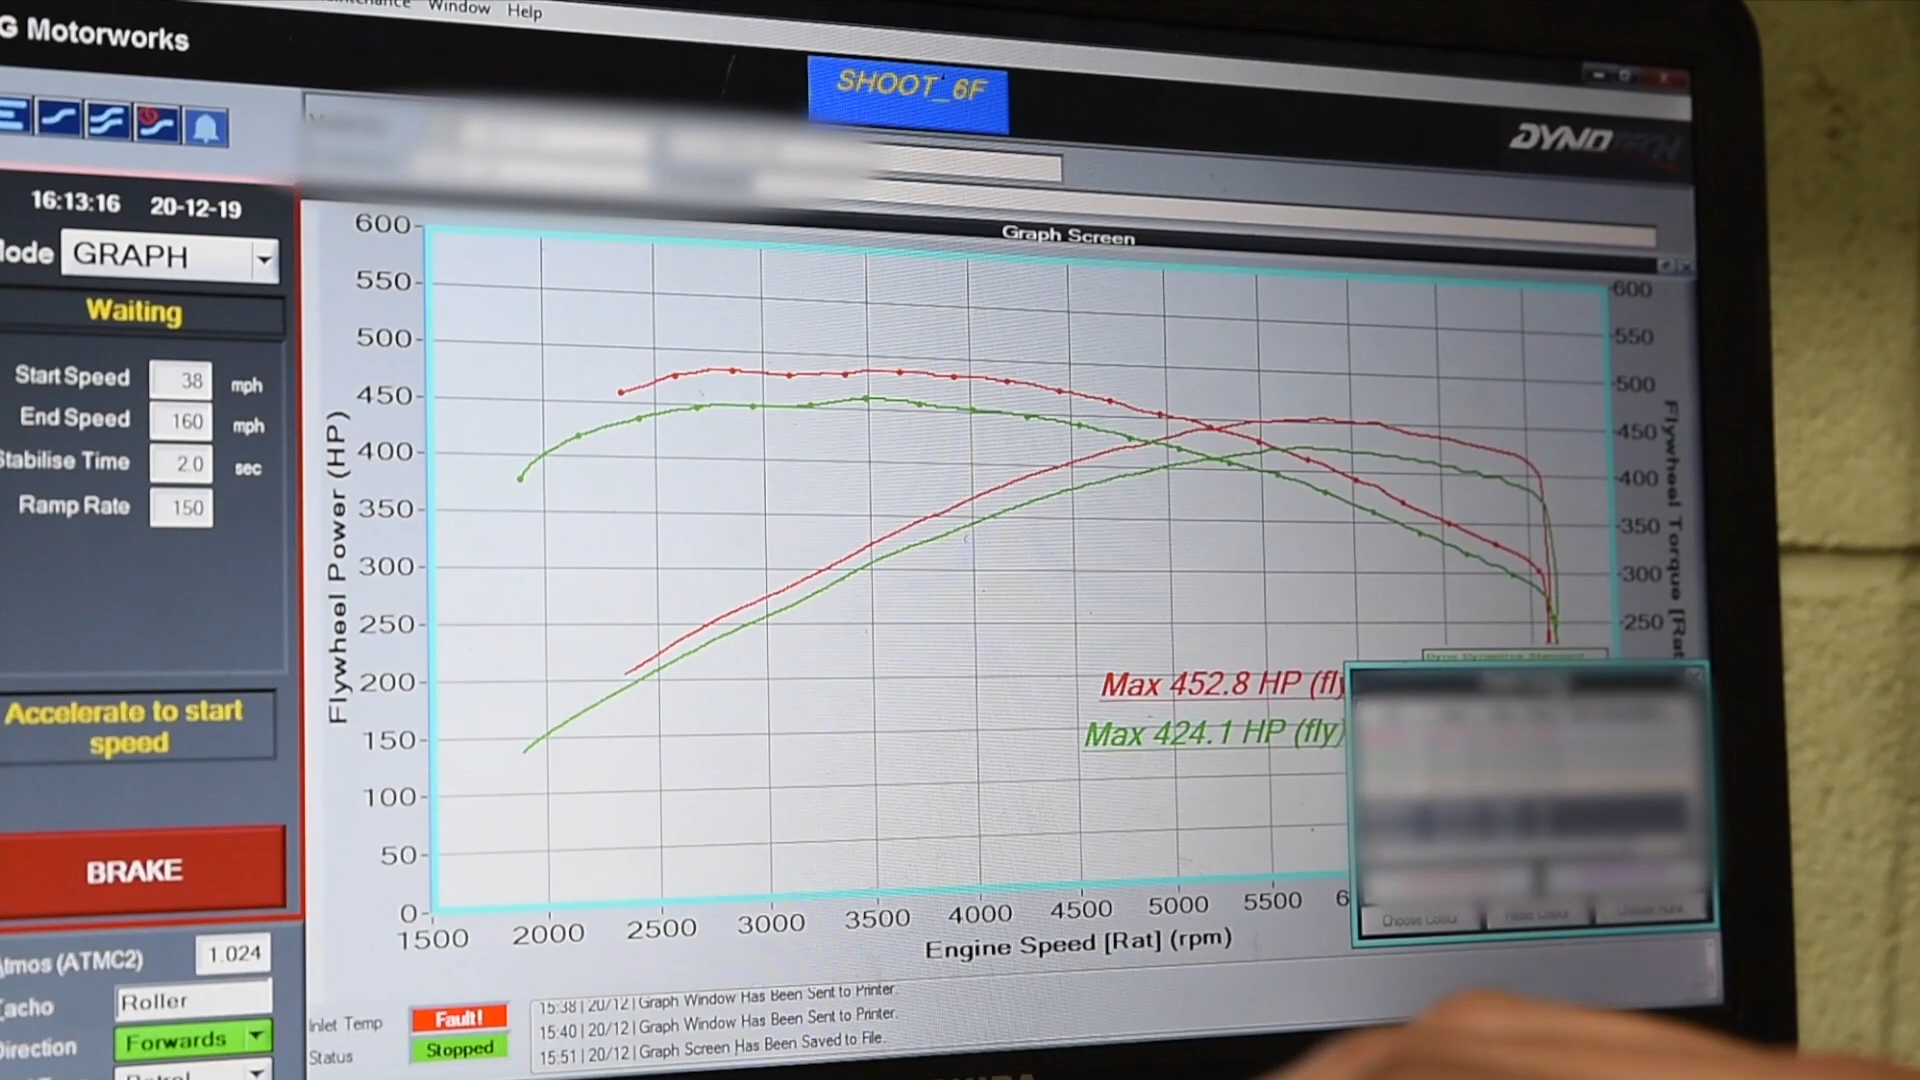 Window Help
G Motorworks
SHOOT_6F
DYNOTECH
16:13:16 20-12-19
GRAPH
Waiting
Start Speed 38 mph
End Speed 160 mph
Stabilise Time 2.0 sec
Ramp Rate 150
Accelerate to start
speed
BRAKE
(ATMC2) 1.024
Roller
Forwards
Graph Screen
Flywheel Power (HP)
600
550
500
450
400
350
300
250
200
150
100
50
0
1500 2000 2500 3000 3500 4000 4500 5000 5500 6
Engine Speed [Rat] (rpm)
600
550
500
450
400
350
300
250
Flywheel Torque [Rat
Max 452.8 HP (fly
Max 424.1 HP (fly)
Choose Colour
Inlet Temp Fault!
Status Stopped
15:38 | 20/12 | Graph Window Has Been Sent to Printer.
15:40 | 20/12 | Graph Window Has Been Sent to Printer.
15:51 | 20/12 | Graph Screen Has Been Saved to File.